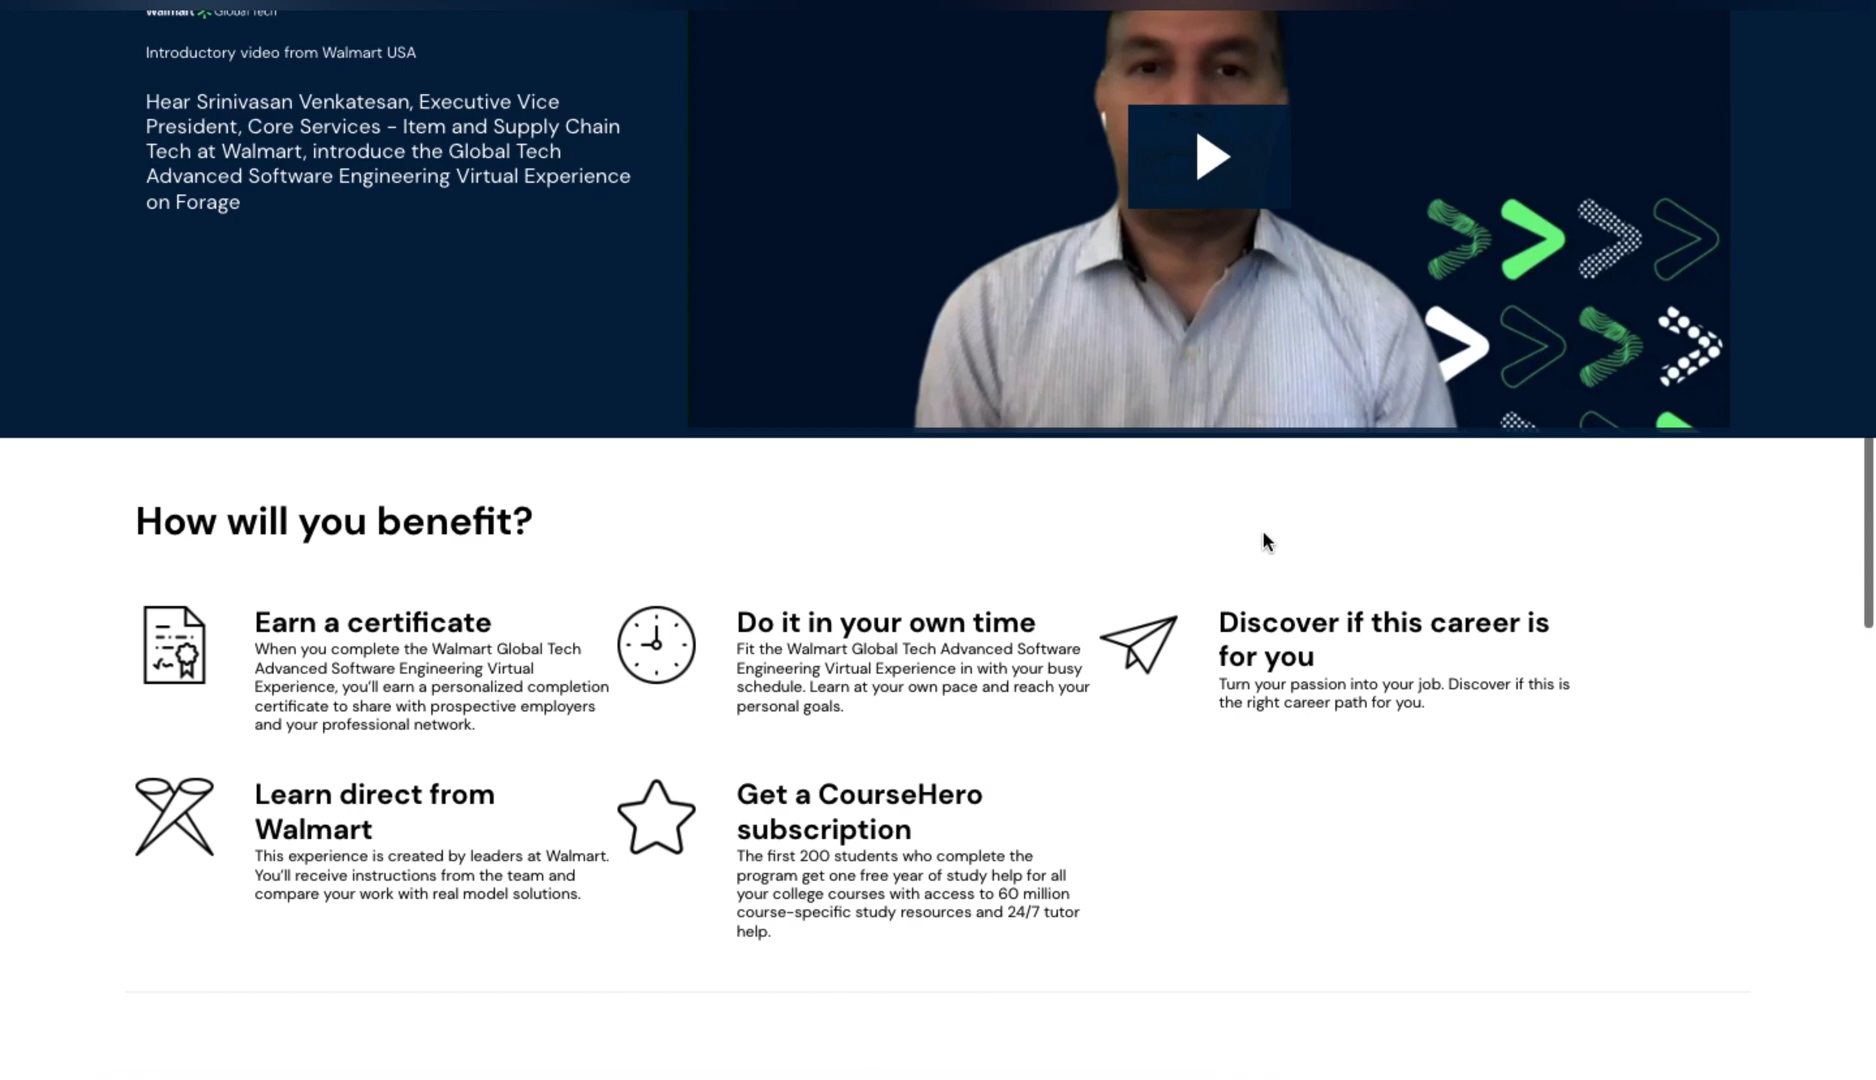 Walmart Global Tech
Introductory video from Walmart USA
Hear Srinivasan Venkatesan, Executive Vice
President, Core Services - Item and Supply Chain
Tech at Walmart, introduce the Global Tech
Advanced Software Engineering Virtual Experience
on Forage
How will you benefit?
Earn a certificate
When you complete the Walmart Global Tech
Advanced Software Engineering Virtual
Experience, you'll earn a personalized completion
certificate to share with prospective employers
and your professional network.
Do it in your own time
Fit the Walmart Global Tech Advanced Software
Engineering Virtual Experience in with your busy
schedule. Learn at your own pace and reach your
personal goals.
Discover if this career is
for you
Turn your passion into your job. Discover if this is
the right career path for you.
Learn direct from
Walmart
This experience is created by leaders at Walmart.
You'll receive instructions from the team and
compare your work with real model solutions.
Get a CourseHero
subscription
The first 200 students who complete the
program get one free year of study help for all
your college courses with access to 60 million
course-specific study resources and 24/7 tutor
help.